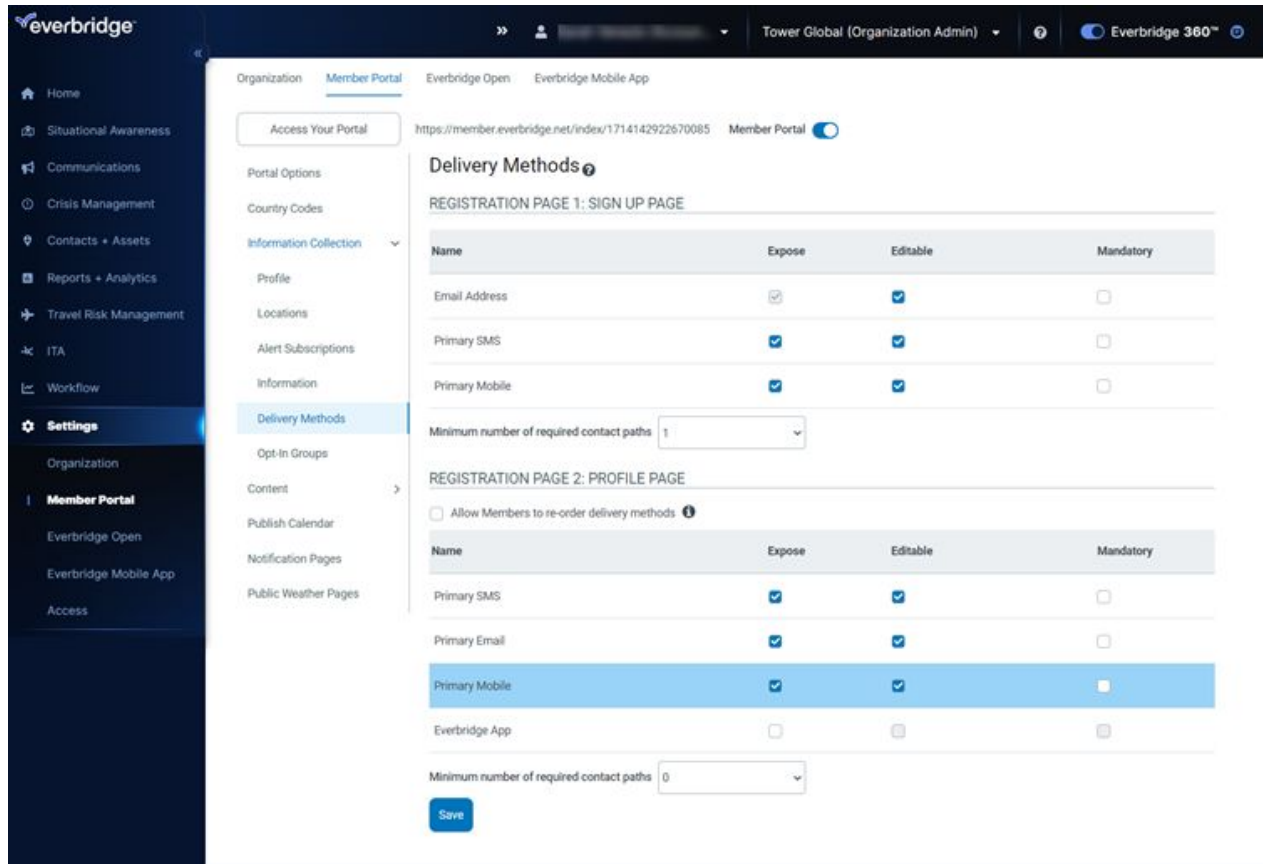 everbridge
Tower Global (Organization Admin)
Everbridge 360™
Home
Situational Awareness
Communications
Crisis Management
Contacts + Assets
Reports + Analytics
Travel Risk Management
ITA
Workflow
Settings
Organization
Member Portal
Everbridge Open
Everbridge Mobile App
Access
Organization Member Portal Everbridge Open Everbridge Mobile App
Access Your Portal https://member.everbridge.net/index/1714142922670085 Member Portal
Portal Options
Country Codes
Information Collection
Profile
Locations
Alert Subscriptions
Information
Delivery Methods
Opt-In Groups
Content
Publish Calendar
Notification Pages
Public Weather Pages
Delivery Methods
REGISTRATION PAGE 1: SIGN UP PAGE
Name Expose Editable Mandatory
Email Address
Primary SMS
Primary Mobile
Minimum number of required contact paths 1
REGISTRATION PAGE 2: PROFILE PAGE
Allow Members to re-order delivery methods
Name Expose Editable Mandatory
Primary SMS
Primary Email
Primary Mobile
Everbridge App
Minimum number of required contact paths 0
Save